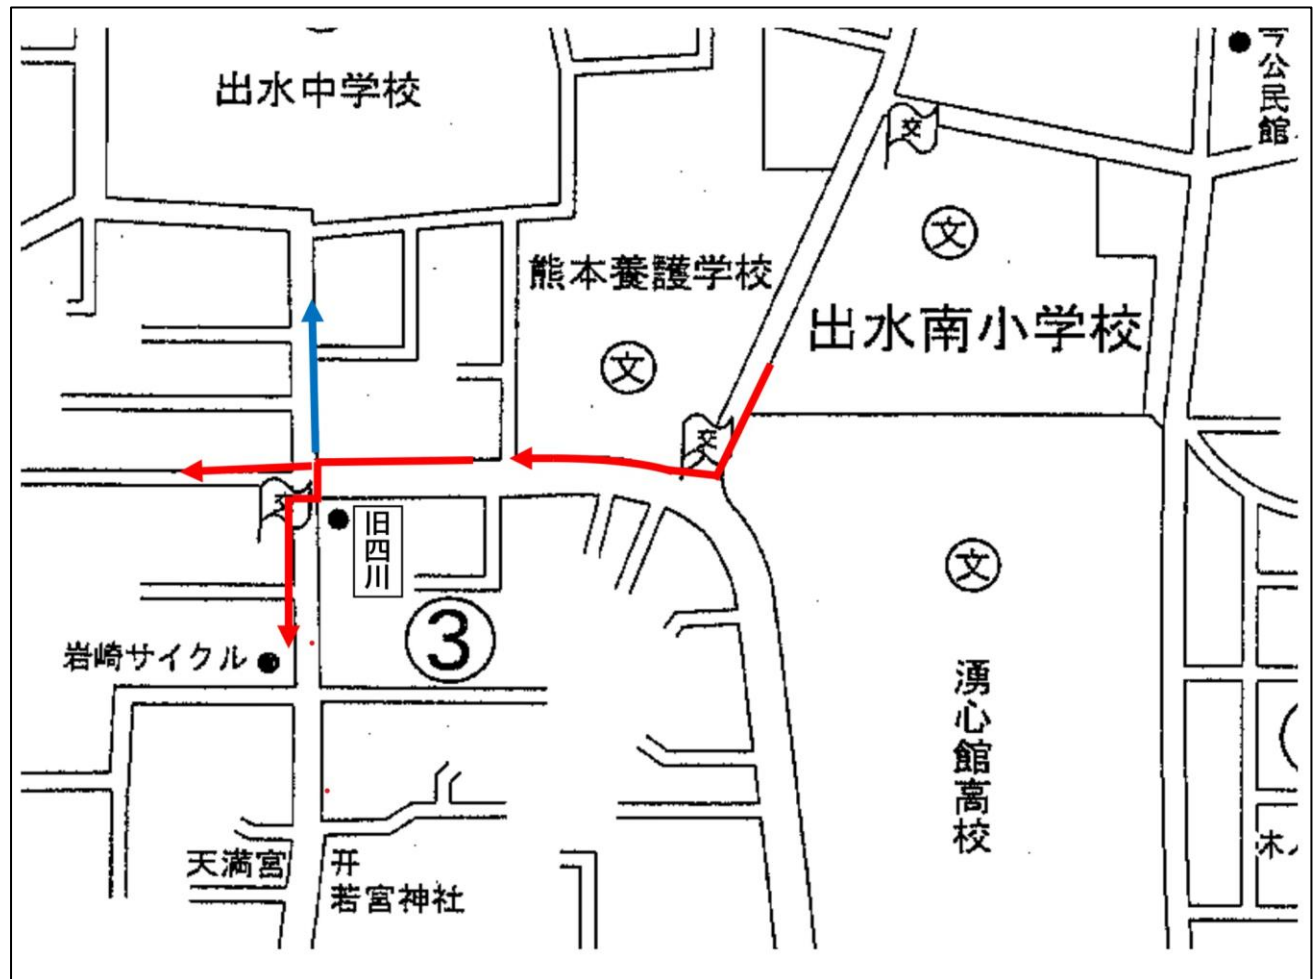 出水中学校
公民館
交
文
熊本養護学校
出水南小学校
文
交
交
旧四川
文
③
岩崎サイクル
湧心館高校
天満宮
若宮神社